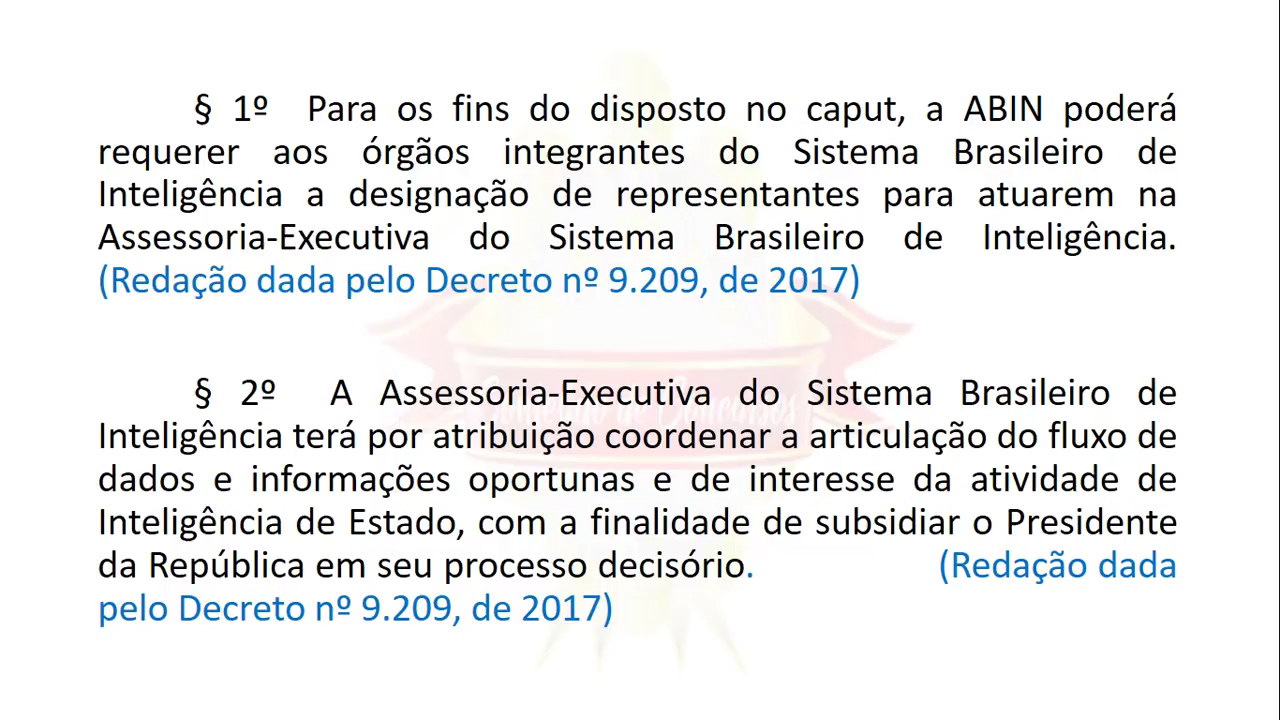 § 1º Para os fins do disposto no caput, a ABIN poderá
requerer aos órgãos integrantes do Sistema Brasileiro de
Inteligência a designação de representantes para atuarem na
Assessoria-Executiva do Sistema Brasileiro de Inteligência.
(Redação dada pelo Decreto nº 9.209, de 2017)
§ 2º A Assessoria-Executiva do Sistema Brasileiro de
Inteligência terá por atribuição coordenar a articulação do fluxo de
dados e informações oportunas e de interesse da atividade de
Inteligência de Estado, com a finalidade de subsidiar o Presidente
da República em seu processo decisório. (Redação dada
pelo Decreto nº 9.209, de 2017)